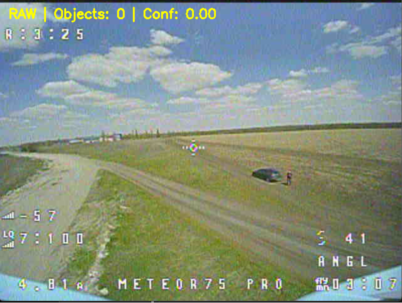 RAW | Objects: 0 | Conf: 0.00
R:3:25
-57
LQ 7:100
41
ANGL
4.81A METEOR75 PRO
03:07